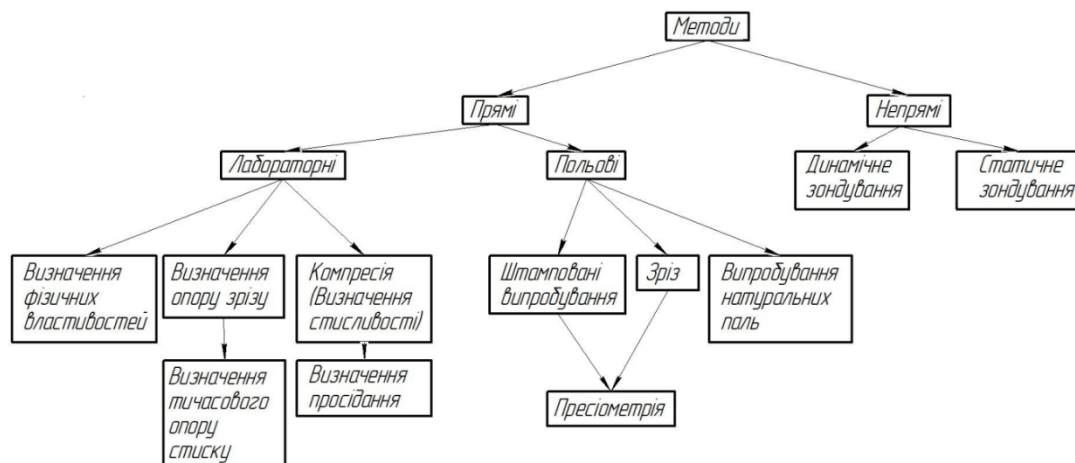 Методи
Прямі
Непрямі
Лабораторні
Польові
Динамічне
зондування
Статичне
зондування
Визначення
фізичних
властивостей
Визначення
опору зрізу
Компресія
(Визначення
стисливості)
Штамповані
випробування
Зріз
Випробування
натуральних
паль
Визначення
тичасового
опору
стиску
Визначення
просідання
Пресіометрія